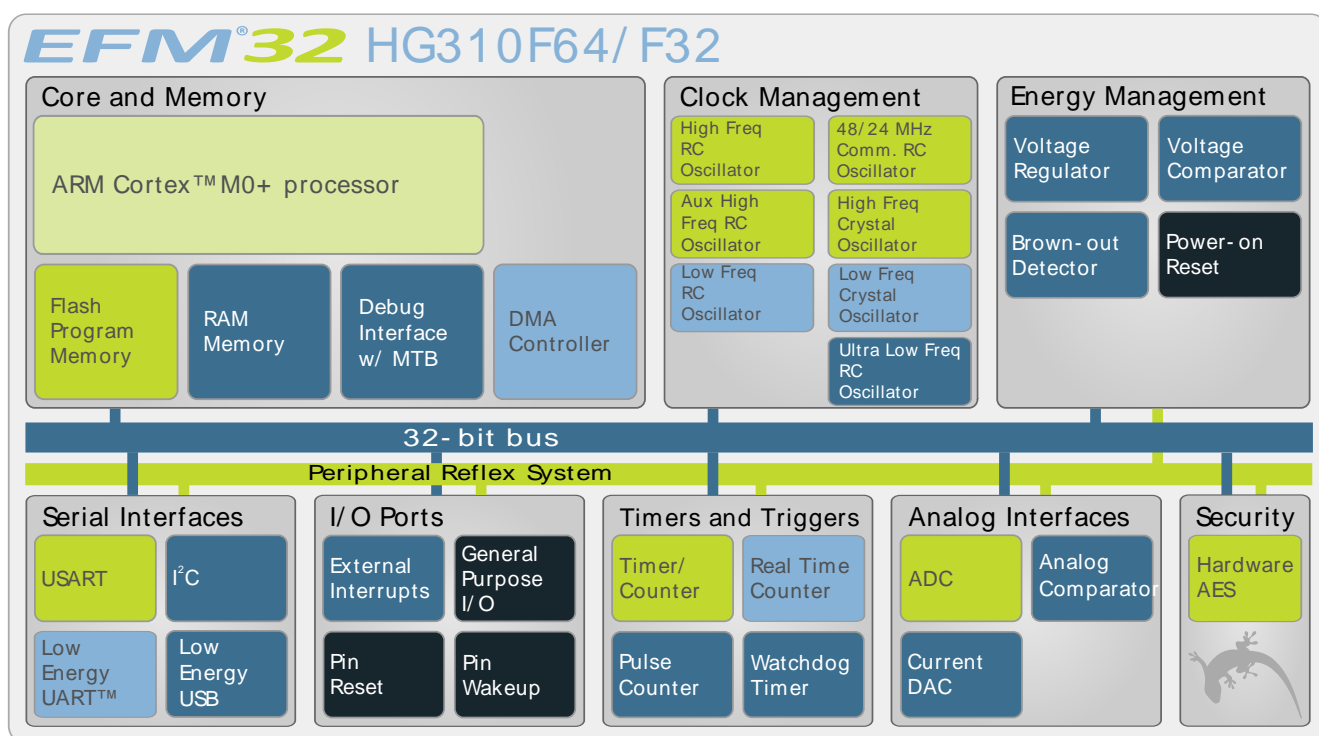 EFM®32 HG310F64/F32
Core and Memory
ARM Cortex™ M0+ processor
Flash
Program
Memory
RAM
Memory
Debug
Interface
w/ MTB
DMA
Controller
Clock Management
High Freq
RC
Oscillator
48/24 MHz
Comm. RC
Oscillator
Aux High
Freq RC
Oscillator
High Freq
Crystal
Oscillator
Low Freq
RC
Oscillator
Low Freq
Crystal
Oscillator
Ultra Low Freq
RC
Oscillator
Energy Management
Voltage
Regulator
Voltage
Comparator
Brown-out
Detector
Power-on
Reset
32-bit bus
Peripheral Reflex System
Serial Interfaces
USART
I²C
Low
Energy
UART™
Low
Energy
USB
I/O Ports
External
Interrupts
General
Purpose
I/O
Pin
Reset
Pin
Wakeup
Timers and Triggers
Timer/
Counter
Real Time
Counter
Pulse
Counter
Watchdog
Timer
Analog Interfaces
ADC
Analog
Comparator
Current
DAC
Security
Hardware
AES